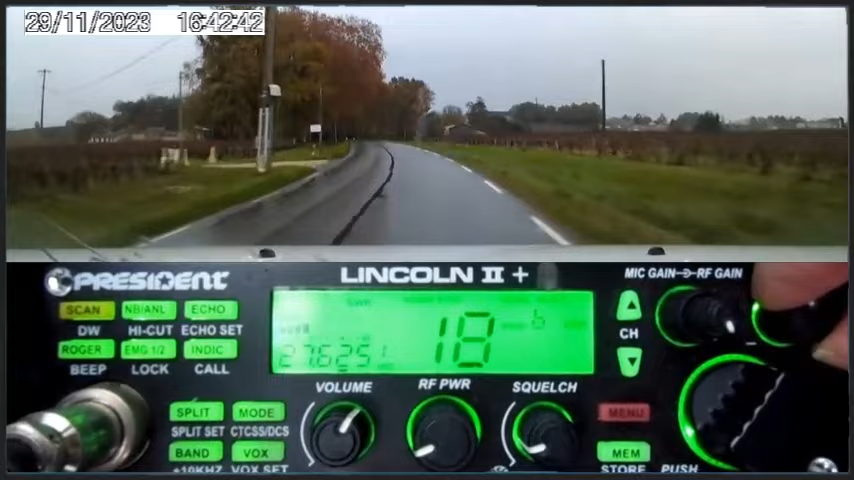 29/11/2023 16:42:42
PRESIDENT LINCOLN II + MIC GAIN RF GAIN
SCAN NB/ANL ECHO
DW HI-CUT ECHO SET
ROGER EMG 1/2 INDIC
BEEP LOCK CALL
18
27.625
CH
VOLUME RF PWR SQUELCH
SPLIT MODE MENU
SPLIT SET CTCSS/DCS
BAND VOX MEM
+10KHZ VOX SET STORE PUSH